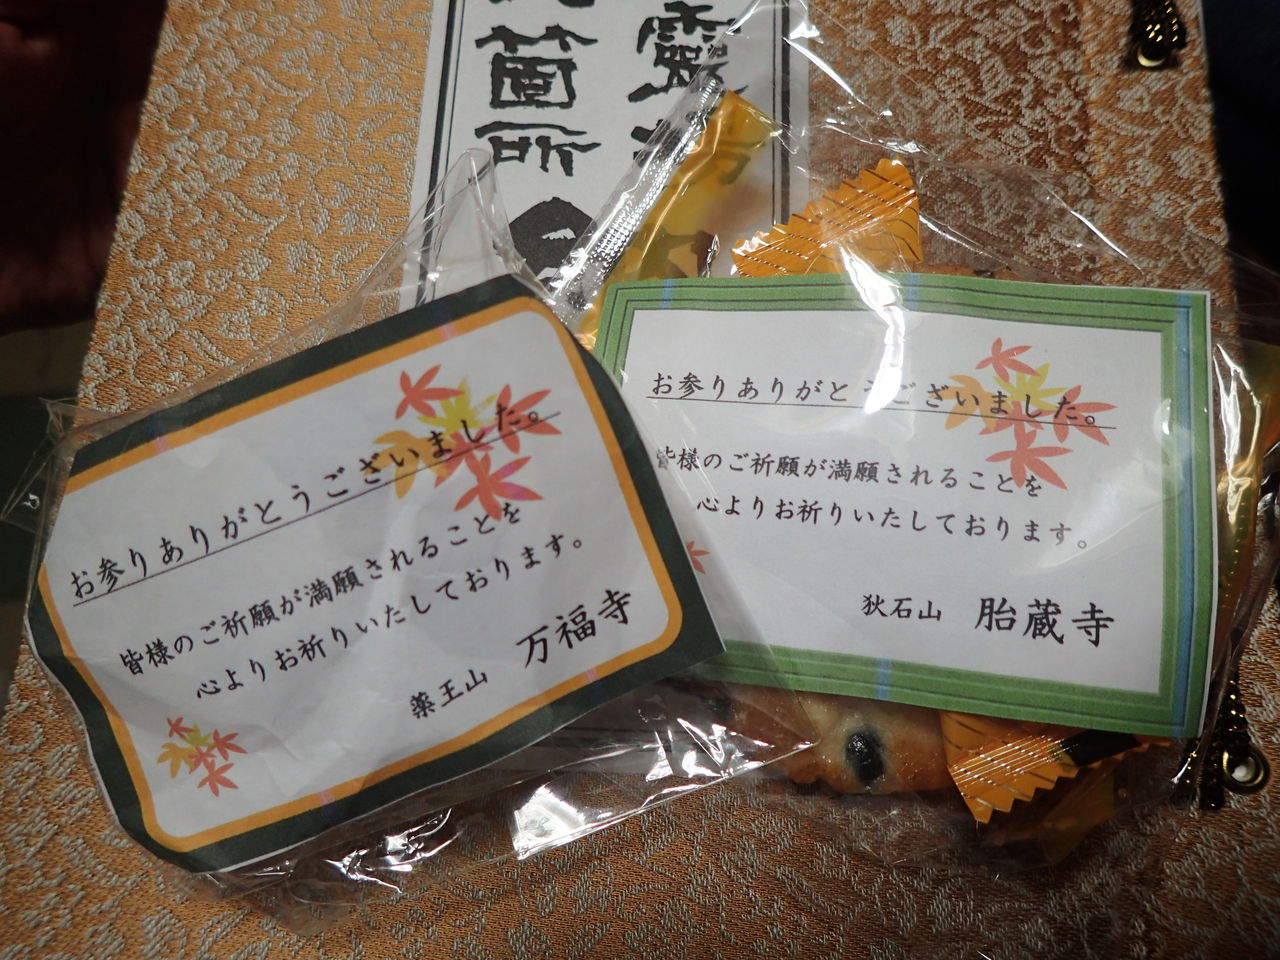 霊
箇所
お参りありがとうございました。
皆様のご祈願が満願されることを
心よりお祈りいたしております。
薬王山 万福寺
お参りありがとうございました。
皆様のご祈願が満願されることを
心よりお祈りいたしております。
狄石山 胎蔵寺